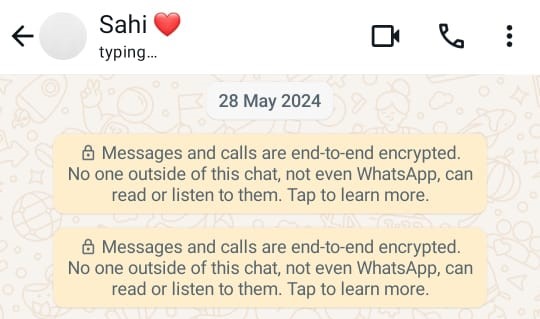 Sahi ❤️
typing...
28 May 2024
Messages and calls are end-to-end encrypted.
No one outside of this chat, not even WhatsApp, can
read or listen to them. Tap to learn more.
Messages and calls are end-to-end encrypted.
No one outside of this chat, not even WhatsApp, can
read or listen to them. Tap to learn more.